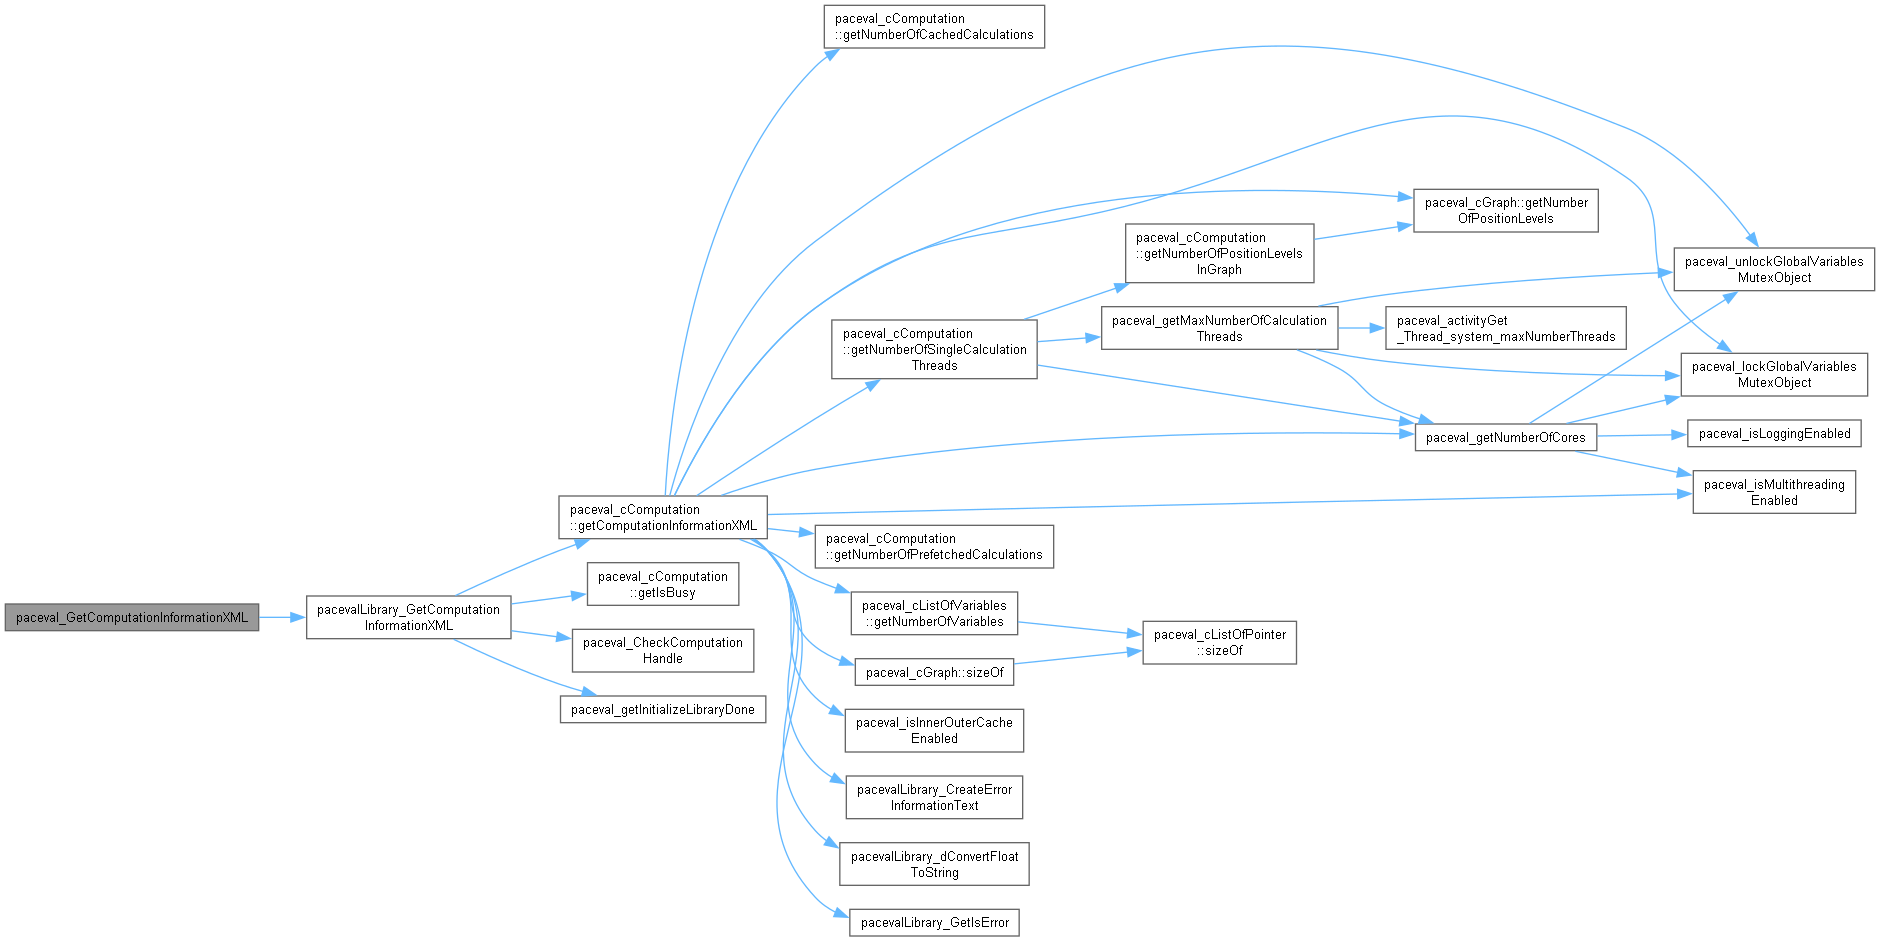 paceval_cComputation
::getNumberOfCachedCalculations
paceval_cGraph::getNumber
OfPositionLevels
paceval_cComputation
::getNumberOfPositionLevels
InGraph
paceval_unlockGlobalVariables
MutexObject
paceval_getMaxNumberOfCalculation
Threads
paceval_activityGet
_Thread_system_maxNumberThreads
paceval_cComputation
::getNumberOfSingleCalculation
Threads
paceval_lockGlobalVariables
MutexObject
paceval_getNumberOfCores
paceval_isLoggingEnabled
paceval_isMultithreading
Enabled
paceval_cComputation
::getComputationInformationXML
paceval_cComputation
::getNumberOfPrefetchedCalculations
paceval_cComputation
::getIsBusy
paceval_GetComputationInformationXML
pacevalLibrary_GetComputation
InformationXML
paceval_cListOfVariables
::getNumberOfVariables
paceval_cListOfPointer
::sizeOf
paceval_CheckComputation
Handle
paceval_cGraph::sizeOf
paceval_getInitializeLibraryDone
paceval_isInnerOuterCache
Enabled
pacevalLibrary_CreateError
InformationText
pacevalLibrary_dConvertFloat
ToString
pacevalLibrary_GetIsError